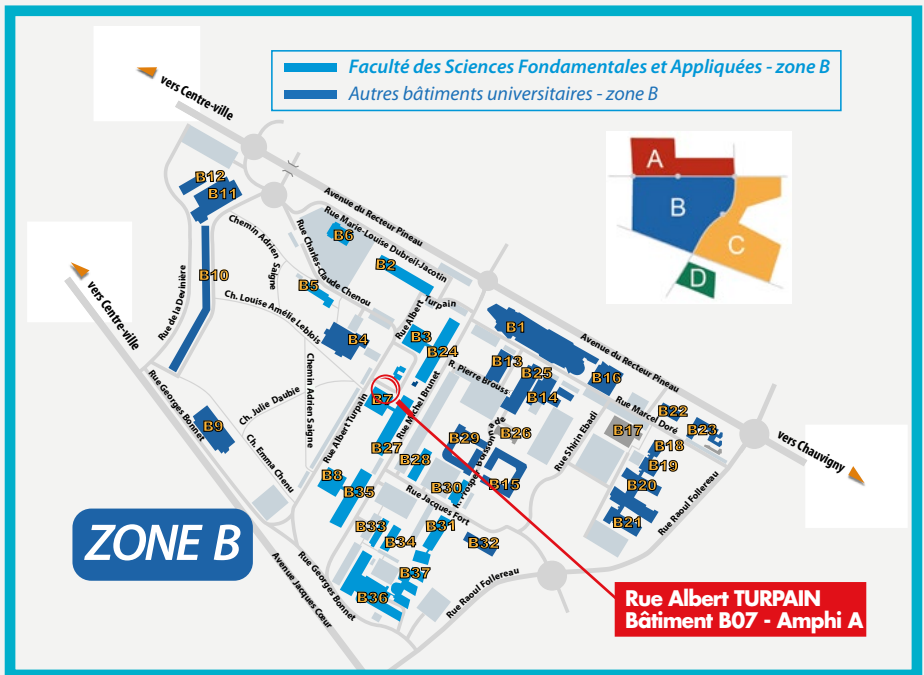 vers Centre-ville
Faculté des Sciences Fondamentales et Appliquées - zone B
Autres bâtiments universitaires - zone B
A
B
C
D
B12
B11
Avenue du Recteur Pineau
Rue Marie-Louise Dubreil-Jacotin
Chemin Adrien Saigne
Rue Charles-Claude Chenou
B6
B2
vers Centre-ville
B10
B5
Rue de la Devinière
Ch. Louise Amélie Leblois
Rue Albert Turpain
B1
B4
B3
B24
Avenue du Recteur Pineau
B13
R. Pierre Brouss
B25
B14
B16
Chemin Adrien Saigne
Rue Michel Brunet
Rue Georges Bonnet
Ch. Julie Daubie
B7
Rue Albert Turpain
Rue Marcel Doré
B22
B23
B9
Ch. Emma Chenu
B27
B29
B26
Rue Shirin Ebadi
B17
B18
B19
vers Chauvigny
B8
B28
B35
B30
B15
B20
B21
Rue Raoul Follereau
Rue Jacques Fort
B33
B34
B31
B32
ZONE B
Avenue Jacques Cœur
Rue Georges Bonnet
B36
B37
Rue Raoul Follereau
Rue Albert TURPAIN
Bâtiment B07 - Amphi A